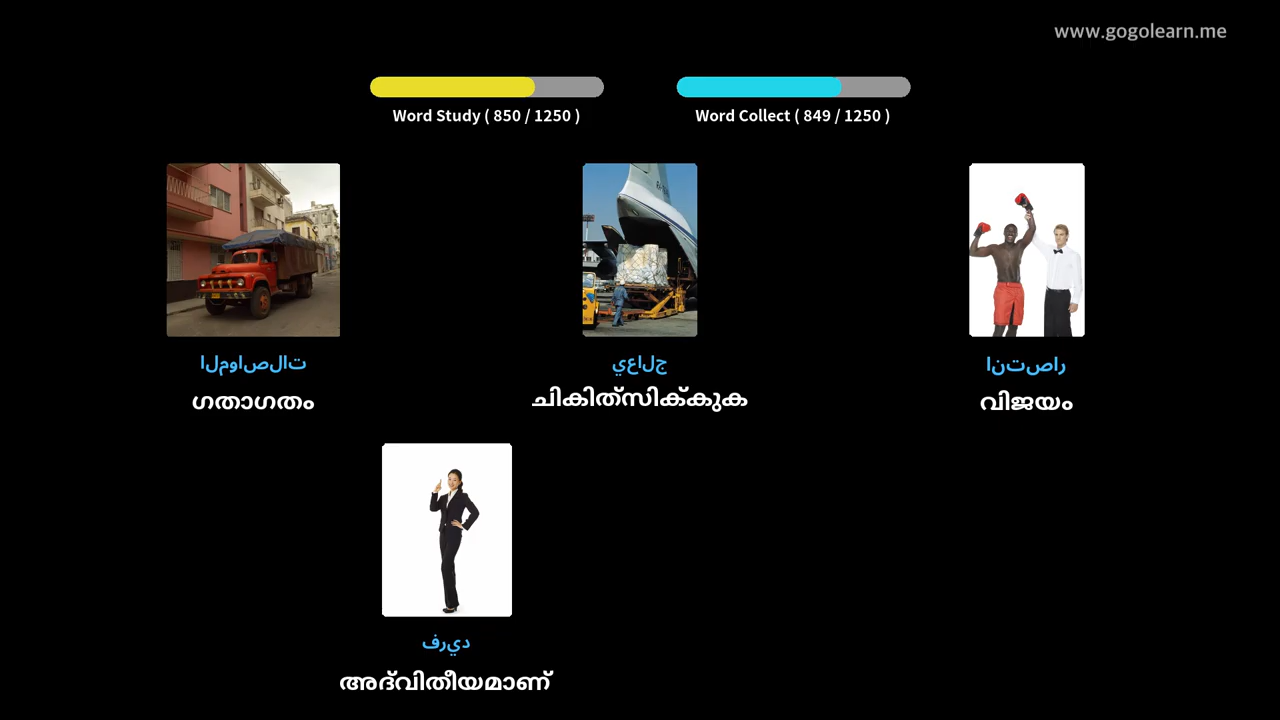 www.gogolearn.me
Word Study ( 850 / 1250 )
Word Collect ( 849 / 1250 )
المواصلات
ഗതാഗതം
يعالج
ചികിത്സിക്കുക
انتصار
വിജയം
فريد
അദ്വിതീയമാണ്